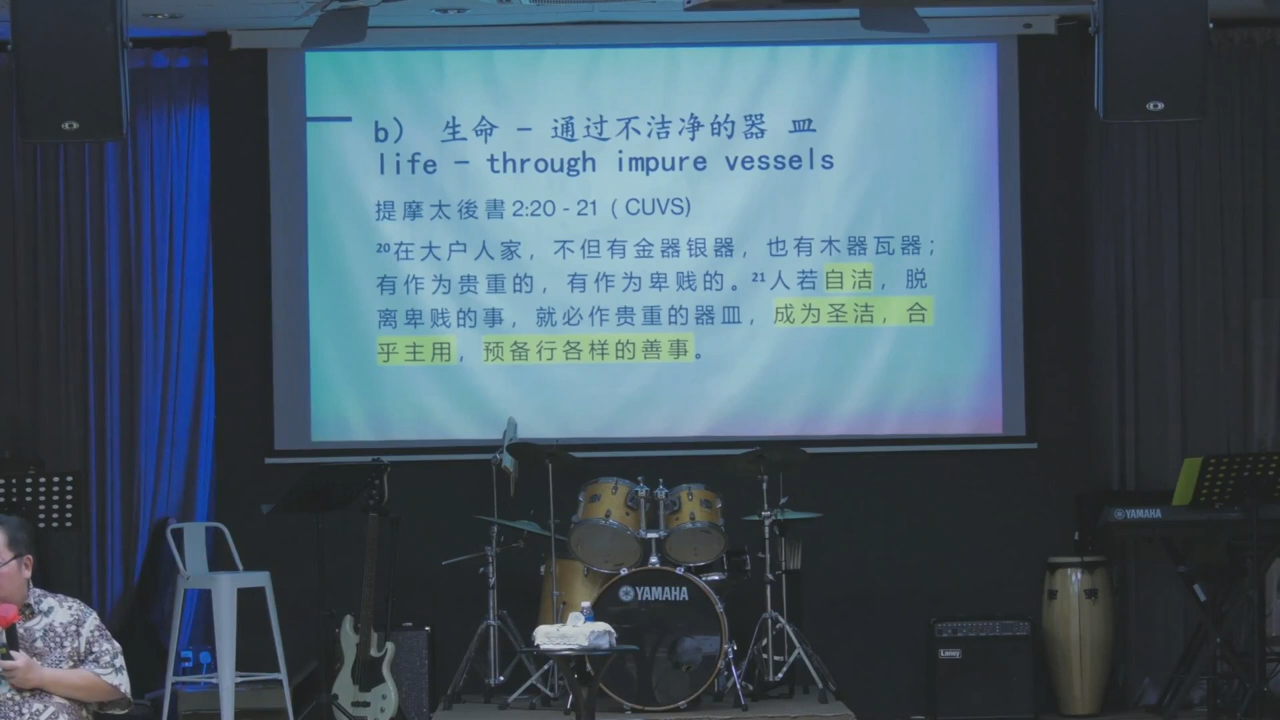 b） 生命 - 通过不洁净的器 皿
life - through impure vessels
提摩太後書 2:20 - 21 ( CUVS)
20在大户人家，不但有金器银器，也有木器瓦器；
有作为贵重的，有作为卑贱的。21人若自洁，脱
离卑贱的事，就必作贵重的器皿，成为圣洁，合
乎主用，预备行各样的善事。
YAMAHA
YAMAHA
Laney